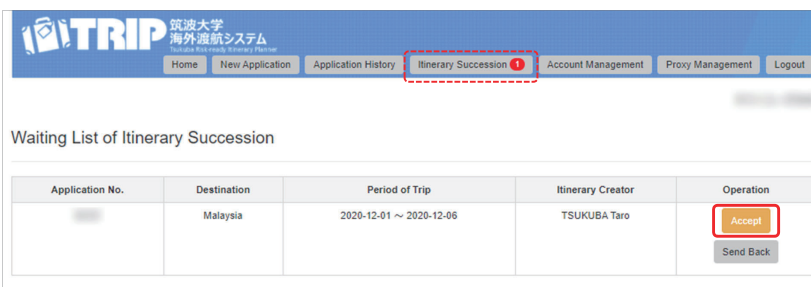 TRIP
筑波大学
海外渡航システム
Tsukuba Risk-ready Itinerary Planner
Home New Application Application History Itinerary Succession 1 Account Management Proxy Management Logout
Waiting List of Itinerary Succession
Application No. Destination Period of Trip Itinerary Creator Operation
Malaysia 2020-12-01 ～ 2020-12-06 TSUKUBA Taro Accept
Send Back